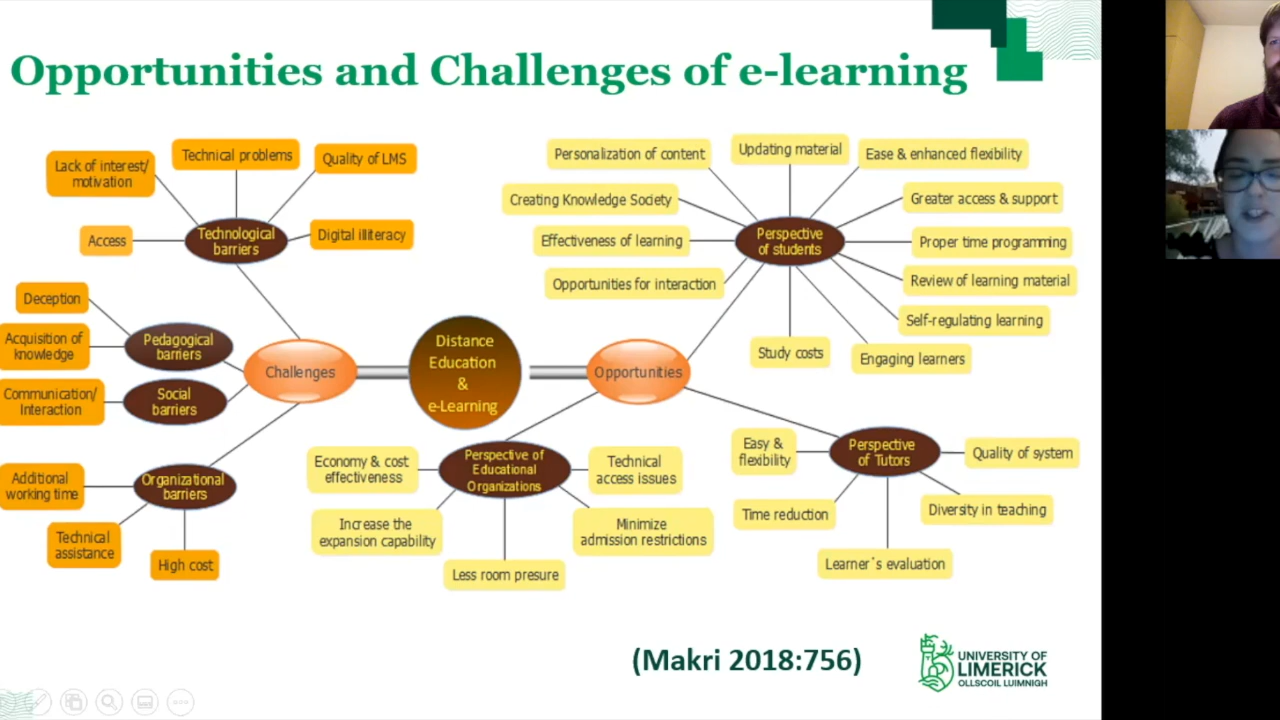 Opportunities and Challenges of e-learning
Lack of interest/
motivation
Technical problems
Quality of LMS
Access
Technological
barriers
Digital illiteracy
Deception
Acquisition of
knowledge
Pedagogical
barriers
Communication/
Interaction
Social
barriers
Challenges
Additional
working time
Organizational
barriers
Technical
assistance
High cost
Distance
Education
&
e-Learning
Opportunities
Personalization of content
Updating material
Ease & enhanced flexibility
Creating Knowledge Society
Greater access & support
Effectiveness of learning
Perspective
of students
Proper time programming
Opportunities for interaction
Review of learning material
Self-regulating learning
Study costs
Engaging learners
Economy & cost
effectiveness
Perspective of
Educational
Organizations
Technical
access issues
Increase the
expansion capability
Less room presure
Minimize
admission restrictions
Easy &
flexibility
Perspective
of Tutors
Quality of system
Time reduction
Diversity in teaching
Learner´s evaluation
(Makri 2018:756)
UNIVERSITY OF
LIMERICK
OLLSCOIL LUIMNIGH